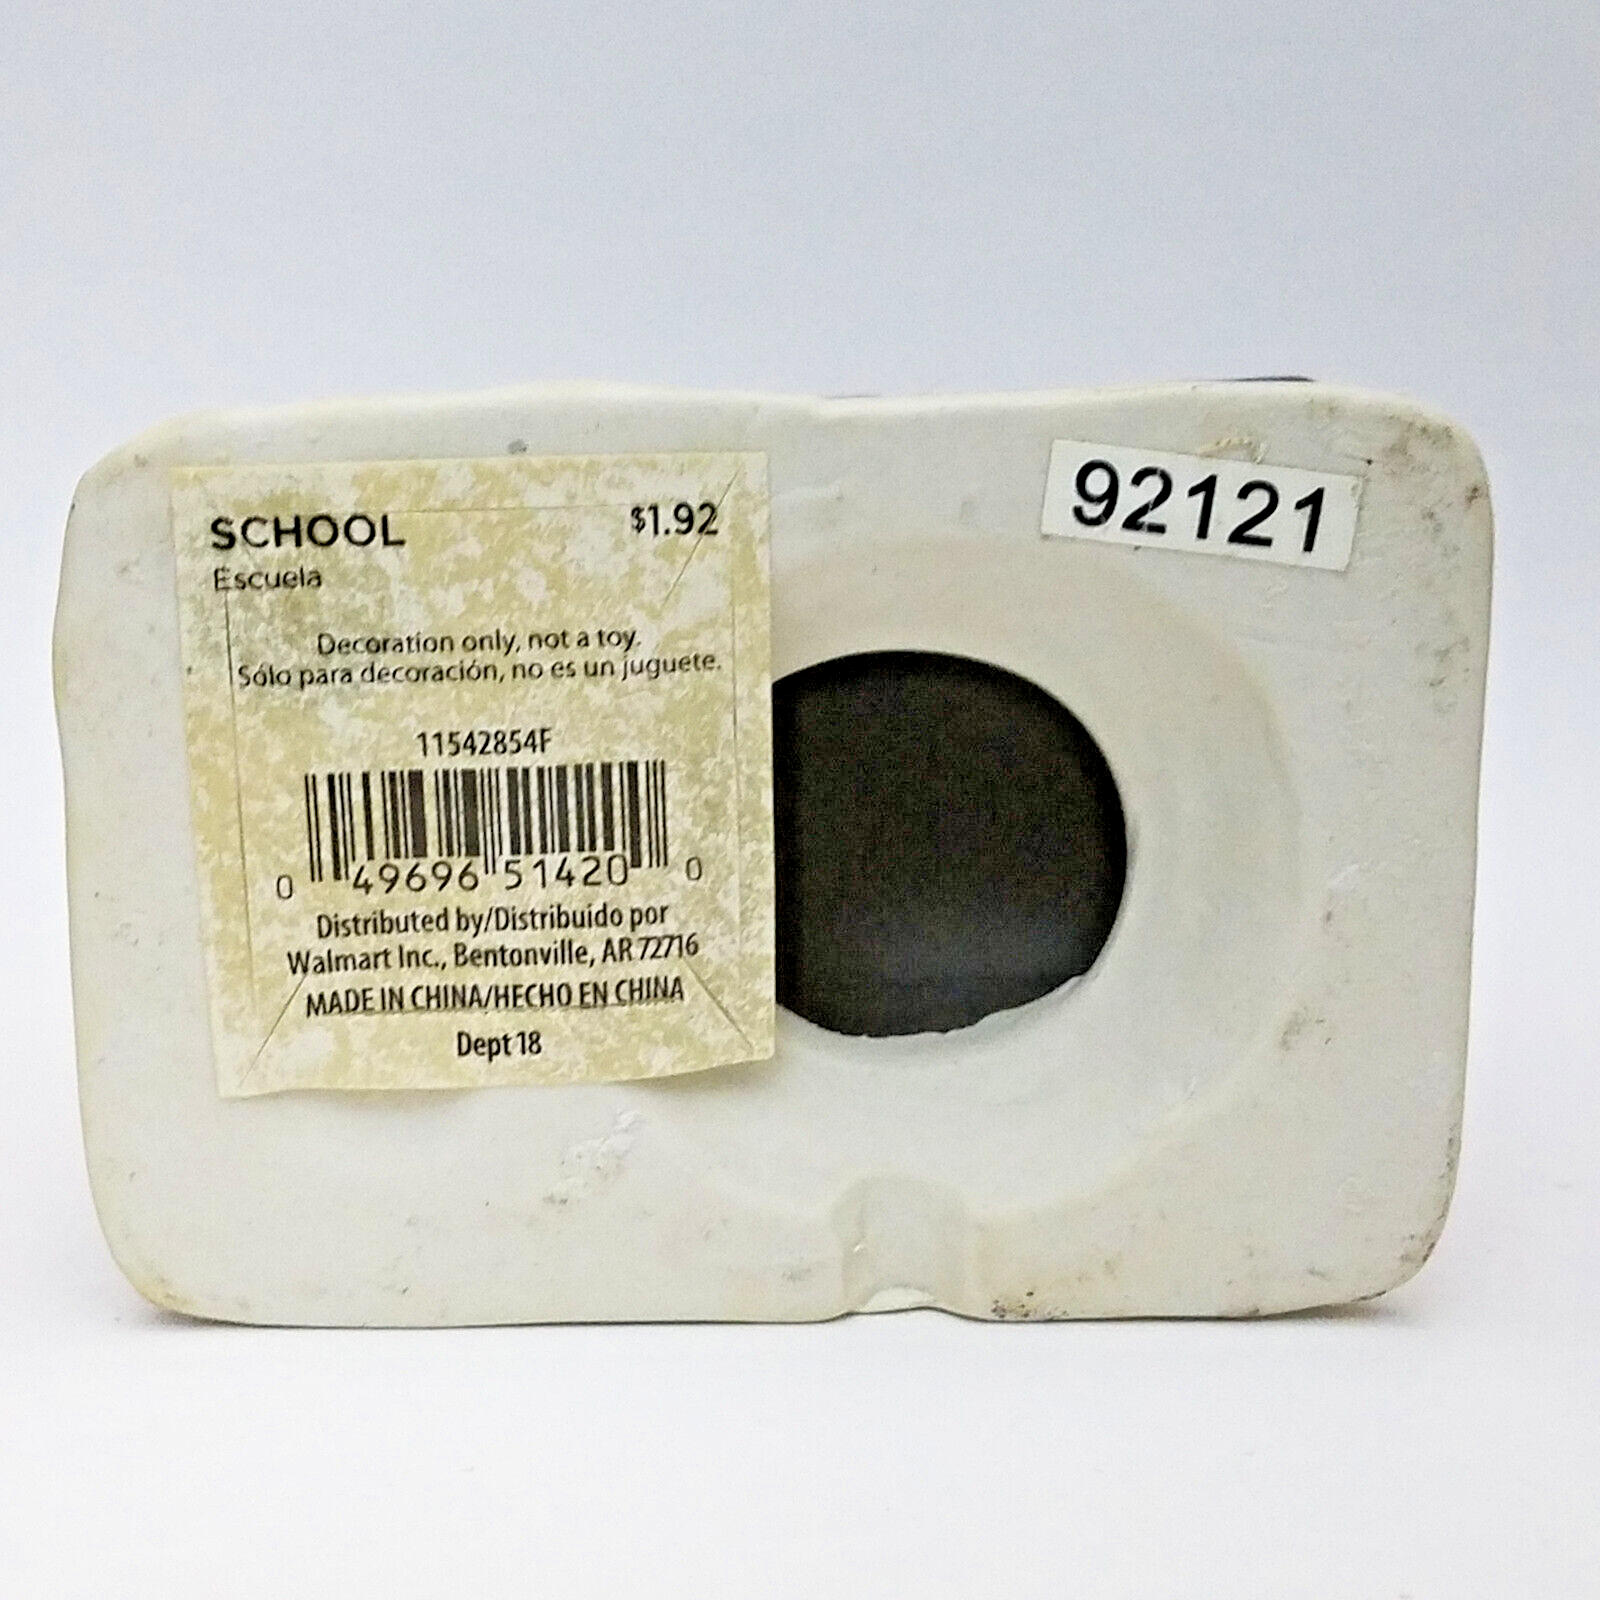 SCHOOL $1.92
Escuela
Decoration only, not a toy.
Sólo para decoración, no es un juguete.
11542854F
0 49696 51420 0
Distributed by/Distribuido por
Walmart Inc., Bentonville, AR 72716
MADE IN CHINA/HECHO EN CHINA
Dept 18
92121